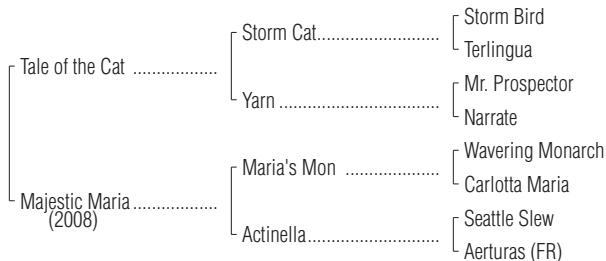 Storm Bird
Storm Cat.......................
Terlingua
Tale of the Cat ..................
Mr. Prospector
Yarn ..............................
Narrate
Wavering Monarch
Maria's Mon ..................
Carlotta Maria
Majestic Maria..................
(2008)
Seattle Slew
Actinella.........................
Aerturas (FR)